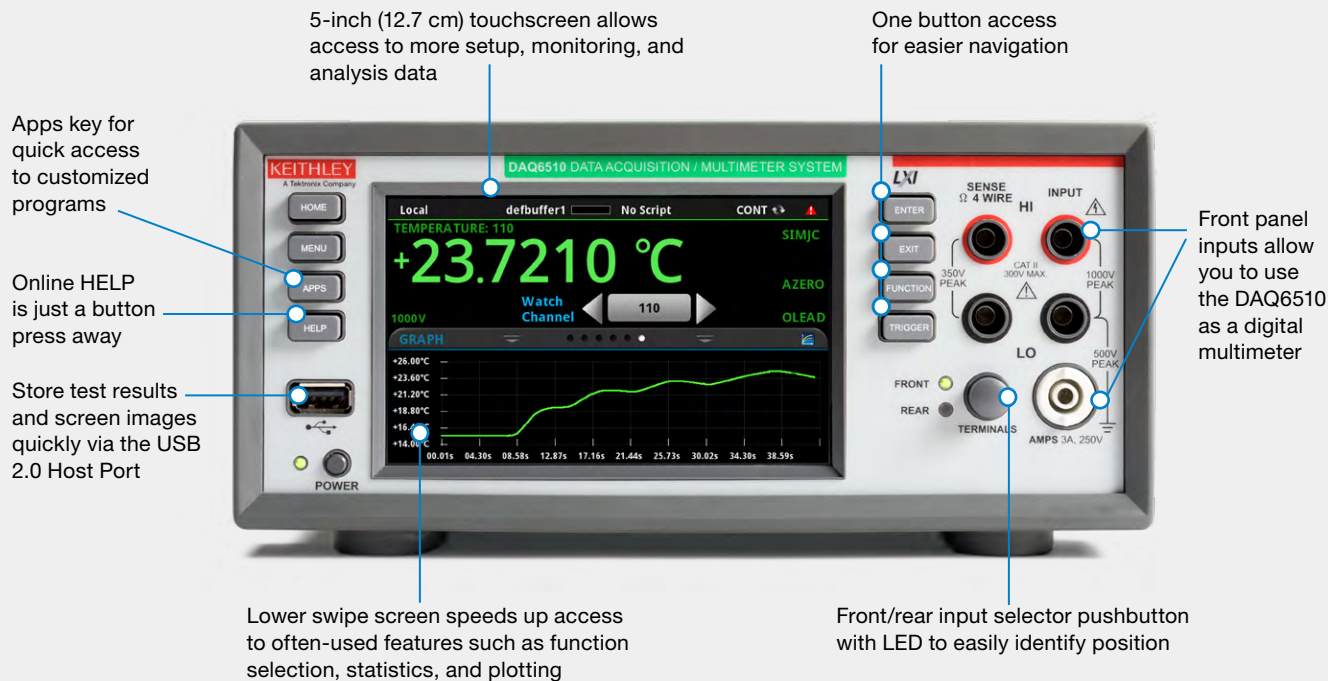 5-inch (12.7 cm) touchscreen allows
access to more setup, monitoring, and
analysis data
One button access
for easier navigation
Apps key for
quick access
to customized
programs
Online HELP
is just a button
press away
Store test results
and screen images
quickly via the USB
2.0 Host Port
KEITHLEY
A Tektronix Company
DAQ6510 DATA ACQUISITION / MULTIMETER SYSTEM
LXI
HOME
MENU
APPS
HELP
POWER
Local defbuffer1 No Script CONT
TEMPERATURE: 110
+23.7210 °C
SIMJC
AZERO
OLEAD
Watch
Channel
110
1000V
GRAPH
+26.00°C
+23.60°C
+21.20°C
+18.80°C
+14.00°C
00.01s 04.30s 08.58s 12.87s 17.16s 21.44s 25.73s 30.02s 34.30s 38.59s
ENTER
EXIT
FUNCTION
TRIGGER
SENSE
Ω 4 WIRE
INPUT
HI
CAT II
300V MAX.
350V
PEAK
1000V
PEAK
LO
500V
PEAK
FRONT
REAR
TERMINALS
AMPS 3A, 250V
Front panel
inputs allow
you to use
the DAQ6510
as a digital
multimeter
Lower swipe screen speeds up access
to often-used features such as function
selection, statistics, and plotting
Front/rear input selector pushbutton
with LED to easily identify position